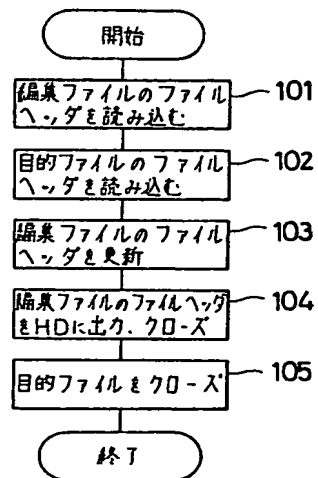 開始
編集ファイルのファイル
ヘッダを読み込む
101
目的ファイルのファイル
ヘッダを読み込む
102
編集ファイルのファイル
ヘッダを更新
103
編集ファイルのファイルヘッダ
をHDに出力、クローズ
104
目的ファイルをクローズ
105
終了